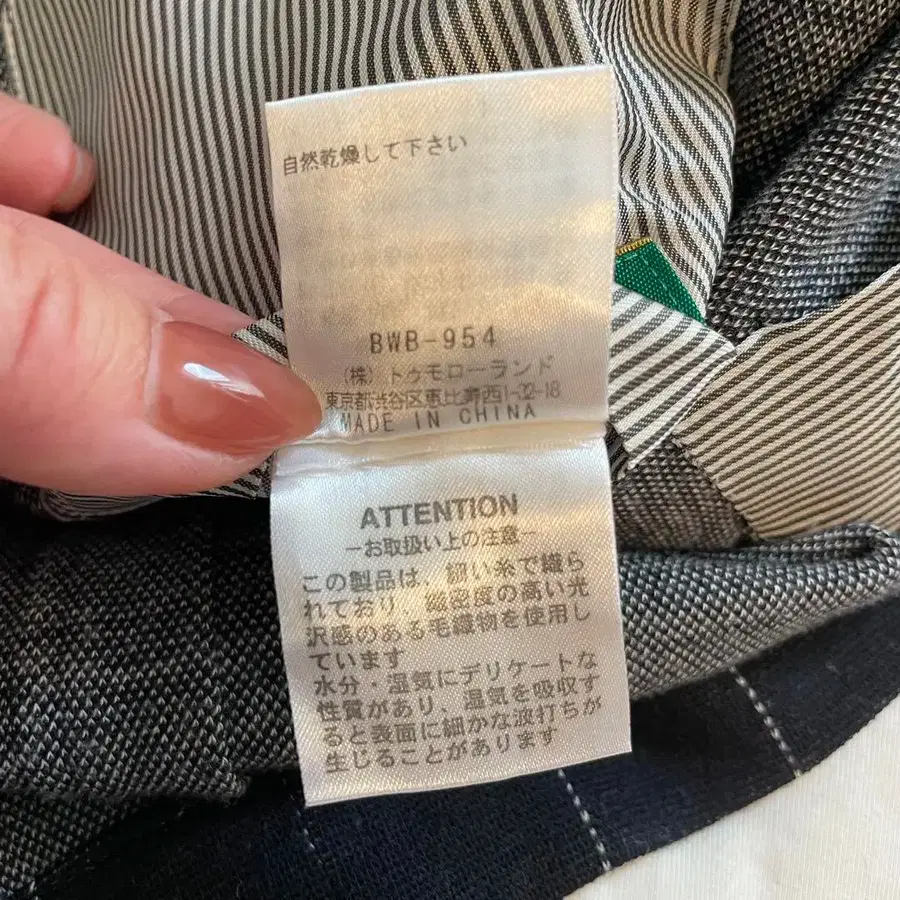 自然乾燥して下さい
BWB-954
(株)トゥモローランド
東京都渋谷区恵比寿西1-32-18
MADE IN CHINA
ATTENTION
—お取扱い上の注意—
この製品は、細い糸で織ら
れており、織密度の高い光
沢感のある毛織物を使用し
ています
水分・湿気にデリケートな
性質があり、湿気を吸収す
ると表面に細かな波打ちが
生じることがあります